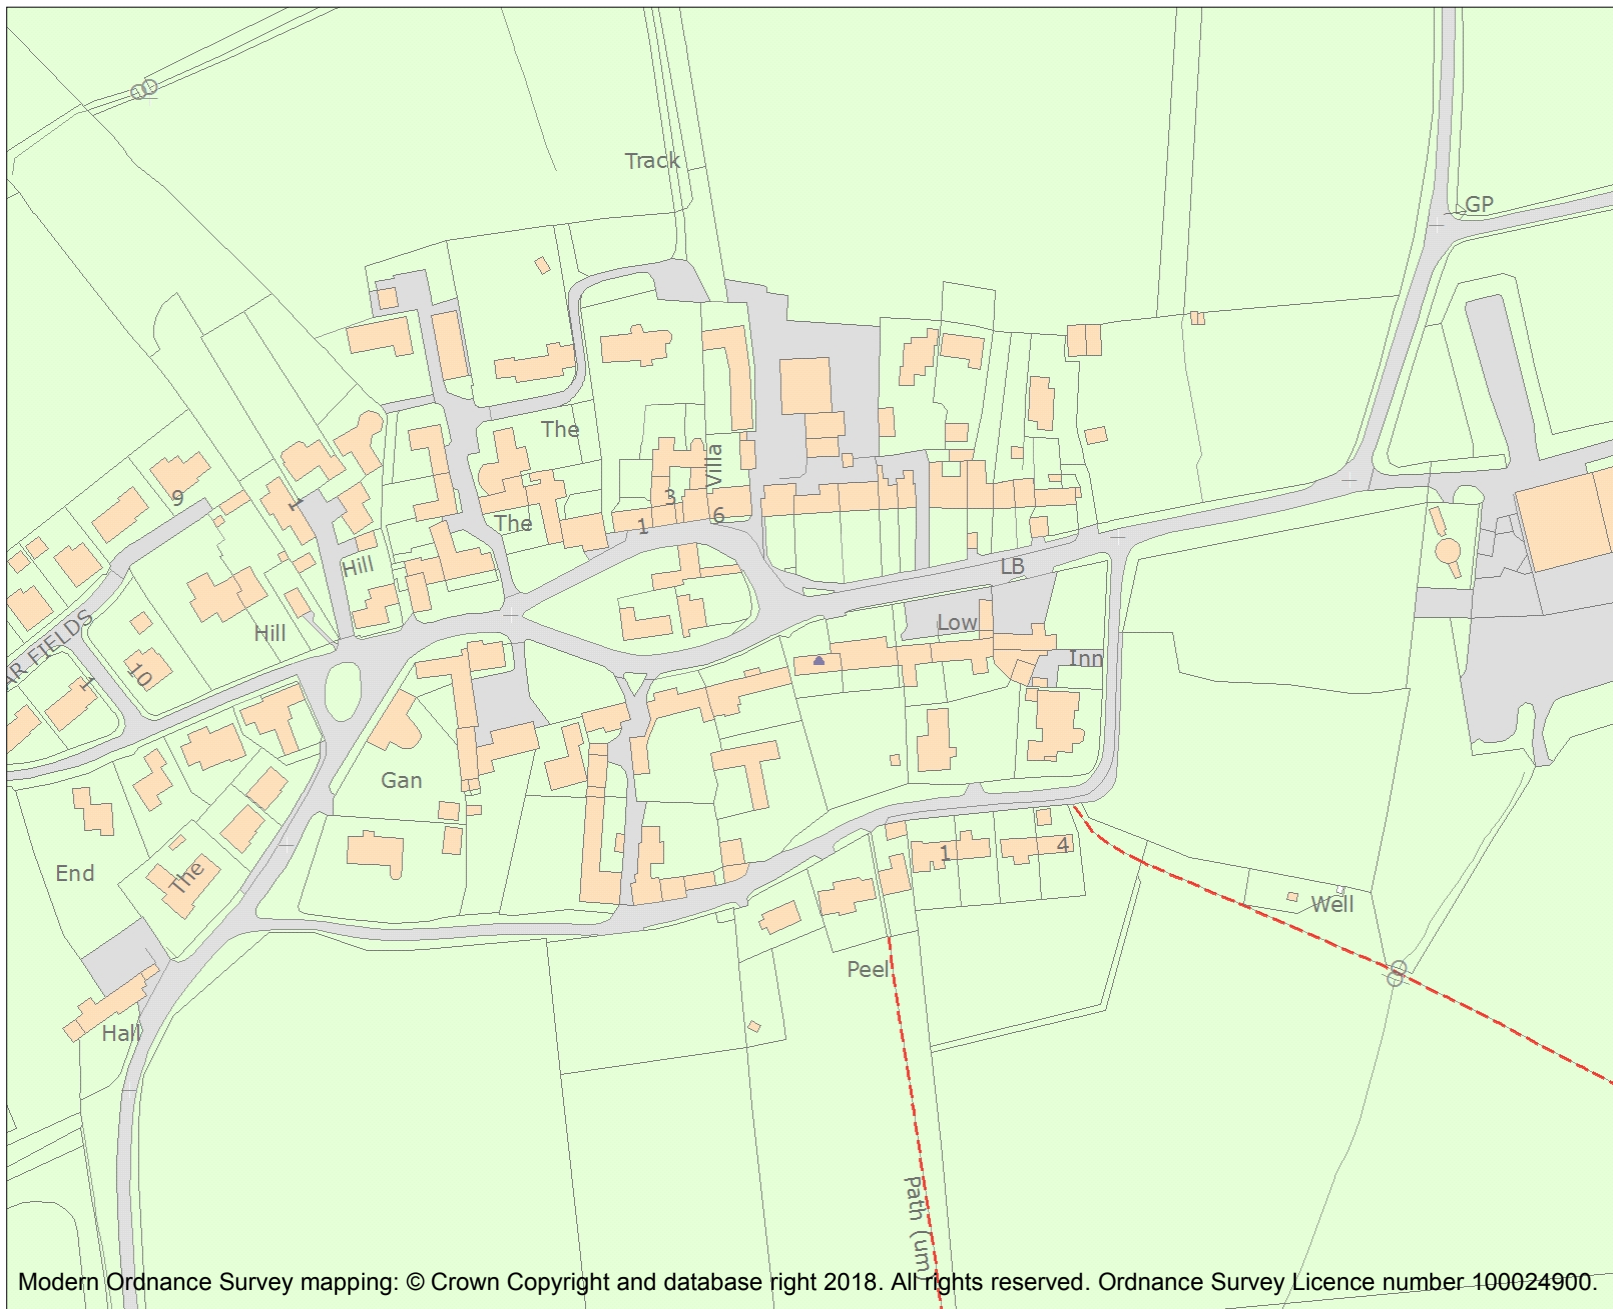 Track
GP
The
Villa
9
1
3
The
1
6
Hill
LB
AR FIELDS
Hill
Low
10
1
Inn
Gan
1
4
End
The
Well
Peel
Hall
Path (um)
Modern Ordnance Survey mapping: © Crown Copyright and database right 2018. All rights reserved. Ordnance Survey Licence number 100024900.